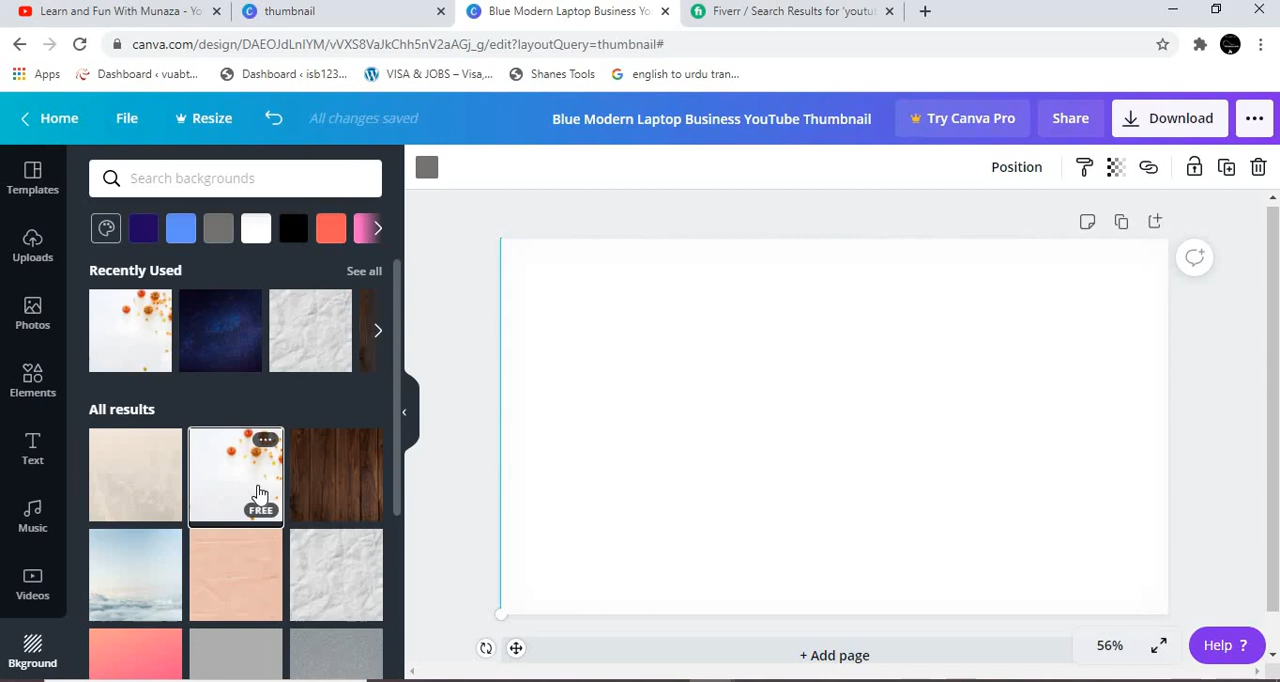 Learn and Fun With Munaza - Yo
thumbnail
Blue Modern Laptop Business Yo
Fiverr / Search Results for 'youtu
canva.com/design/DAEOJdLnIYM/vVXS8VaJkChh5nV2aAGj_g/edit?layoutQuery=thumbnail#
Apps
Dashboard ‹ vuabt...
Dashboard ‹ isb123...
VISA & JOBS – Visa,...
Shanes Tools
english to urdu tran...
Home
File
Resize
All changes saved
Blue Modern Laptop Business YouTube Thumbnail
Try Canva Pro
Share
Download
Templates
Uploads
Photos
Elements
Text
Music
Videos
Bkground
Search backgrounds
Recently Used
See all
All results
FREE
Position
+ Add page
56%
Help ?